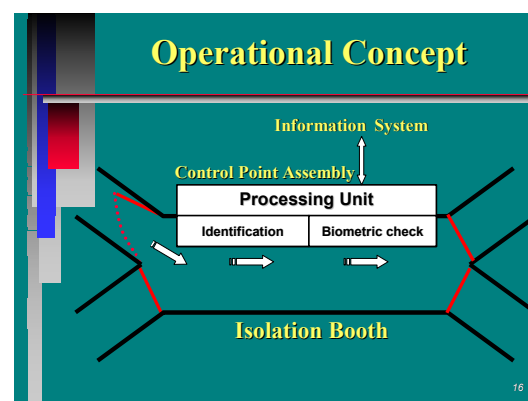 Operational Concept
Information System
Control Point Assembly
Processing Unit
Identification Biometric check
Isolation Booth
16